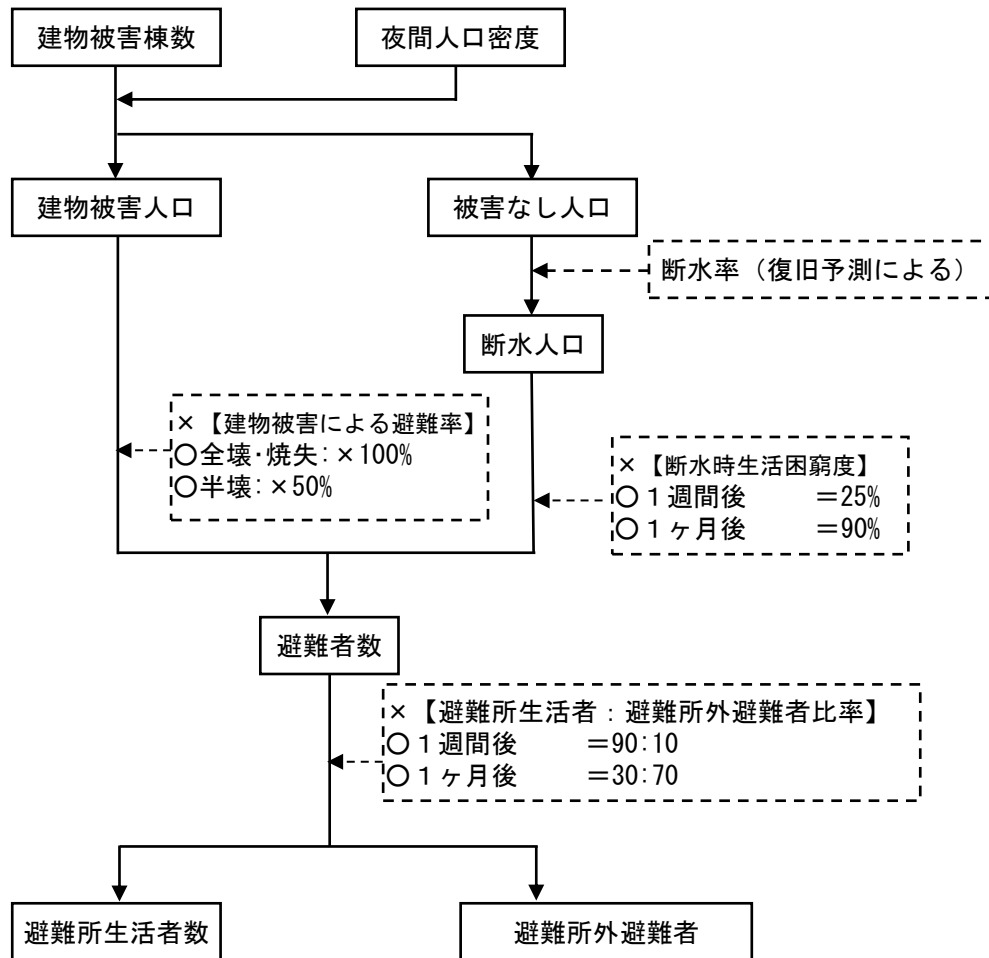 建物被害棟数
夜間人口密度
建物被害人口
被害なし人口
断水率（復旧予測による）
断水人口
×【建物被害による避難率】
○全壊・焼失：×100%
○半壊：×50%
×【断水時生活困窮度】
○１週間後　　　＝25%
○１ヶ月後　　　＝90%
避難者数
×【避難所生活者：避難所外避難者比率】
○１週間後　　　＝90:10
○１ヶ月後　　　＝30:70
避難所生活者数
避難所外避難者